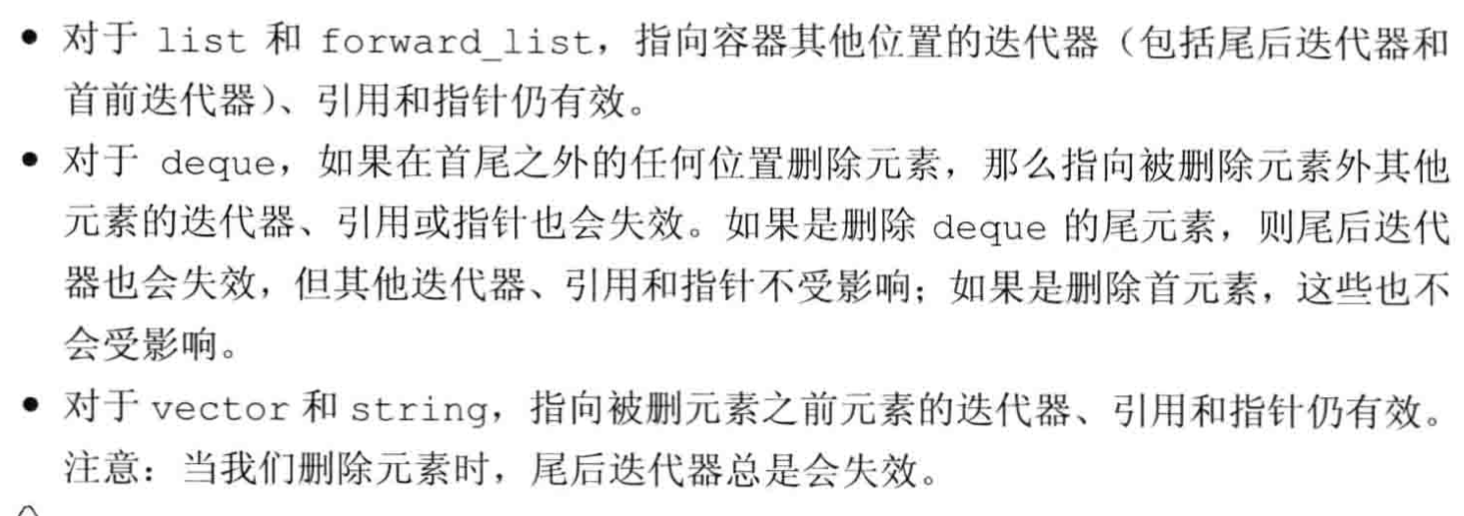 • 对于 list 和 forward_list，指向容器其他位置的迭代器（包括尾后迭代器和
首前迭代器）、引用和指针仍有效。
• 对于 deque，如果在首尾之外的任何位置删除元素，那么指向被删除元素外其他
元素的迭代器、引用或指针也会失效。如果是删除 deque 的尾元素，则尾后迭代
器也会失效，但其他迭代器、引用和指针不受影响；如果是删除首元素，这些也不
会受影响。
• 对于 vector 和 string，指向被删元素之前元素的迭代器、引用和指针仍有效。
注意：当我们删除元素时，尾后迭代器总是会失效。